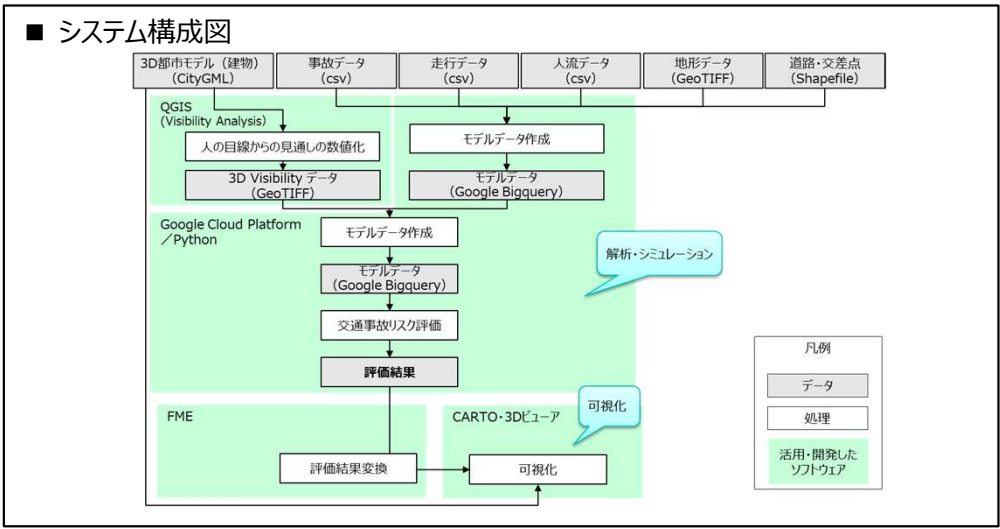 ■ システム構成図
3D都市モデル（建物）
（CityGML）
事故データ
（csv）
走行データ
（csv）
人流データ
（csv）
地形データ
（GeoTIFF）
道路・交差点
（Shapefile）
QGIS
(Visibility Analysis)
人の目線からの見通しの数値化
3D Visibility データ
（GeoTIFF）
モデルデータ作成
モデルデータ
（Google Bigquery）
Google Cloud Platform
／Python
モデルデータ作成
モデルデータ
（Google Bigquery）
交通事故リスク評価
評価結果
解析・シミュレーション
FME
評価結果変換
CARTO・3Dビューア
可視化
可視化
凡例
データ
処理
活用・開発した
ソフトウェア